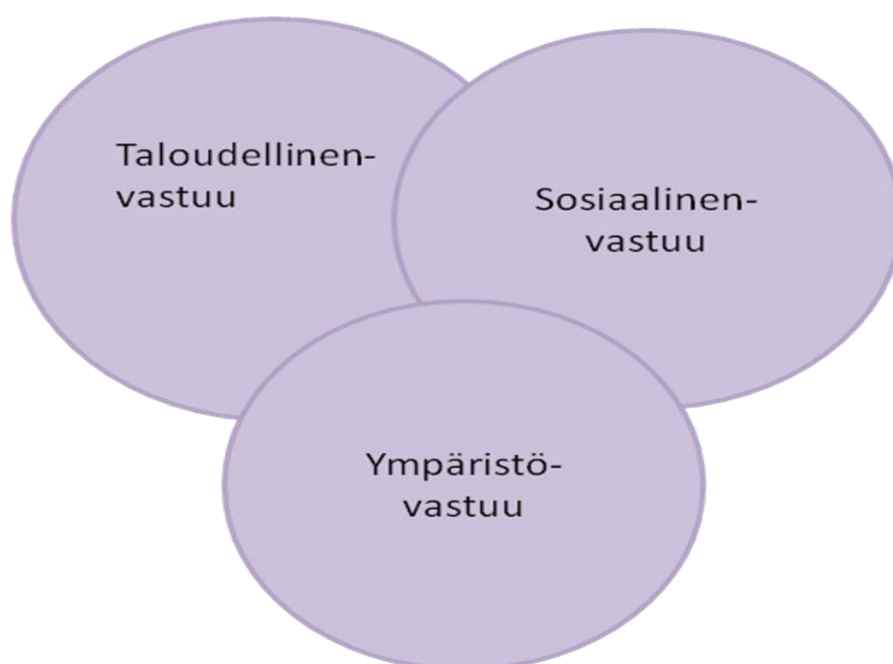 Taloudellinen-
vastuu
Sosiaalinen-
vastuu
Ympäristö-
vastuu